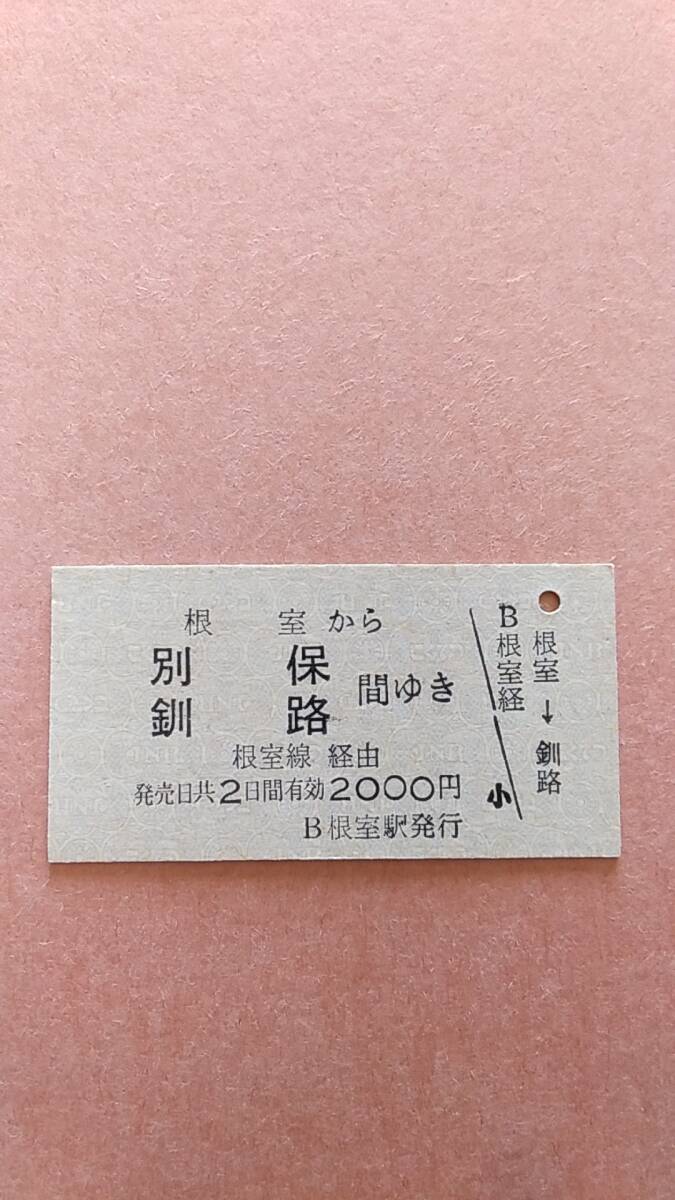 根室から
別保
釧路
間ゆき
根室線 経由
発売日共2日間有効2000円
B根室駅発行
B根室経
小
根室→釧路